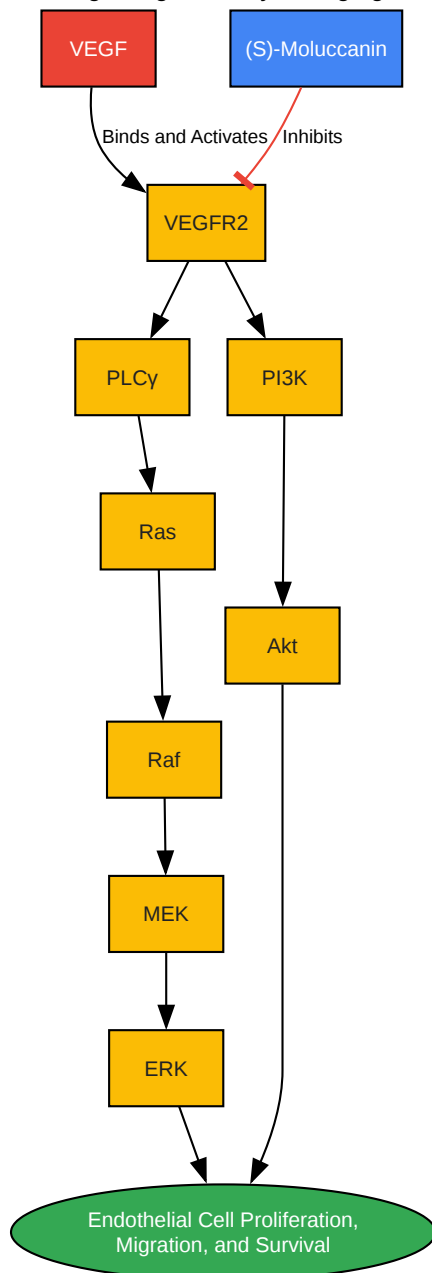 VEGF
(S)-Moluccanin
Binds and Activates
Inhibits
VEGFR2
PLCγ
PI3K
Ras
Akt
Raf
MEK
ERK
Endothelial Cell Proliferation,
Migration, and Survival